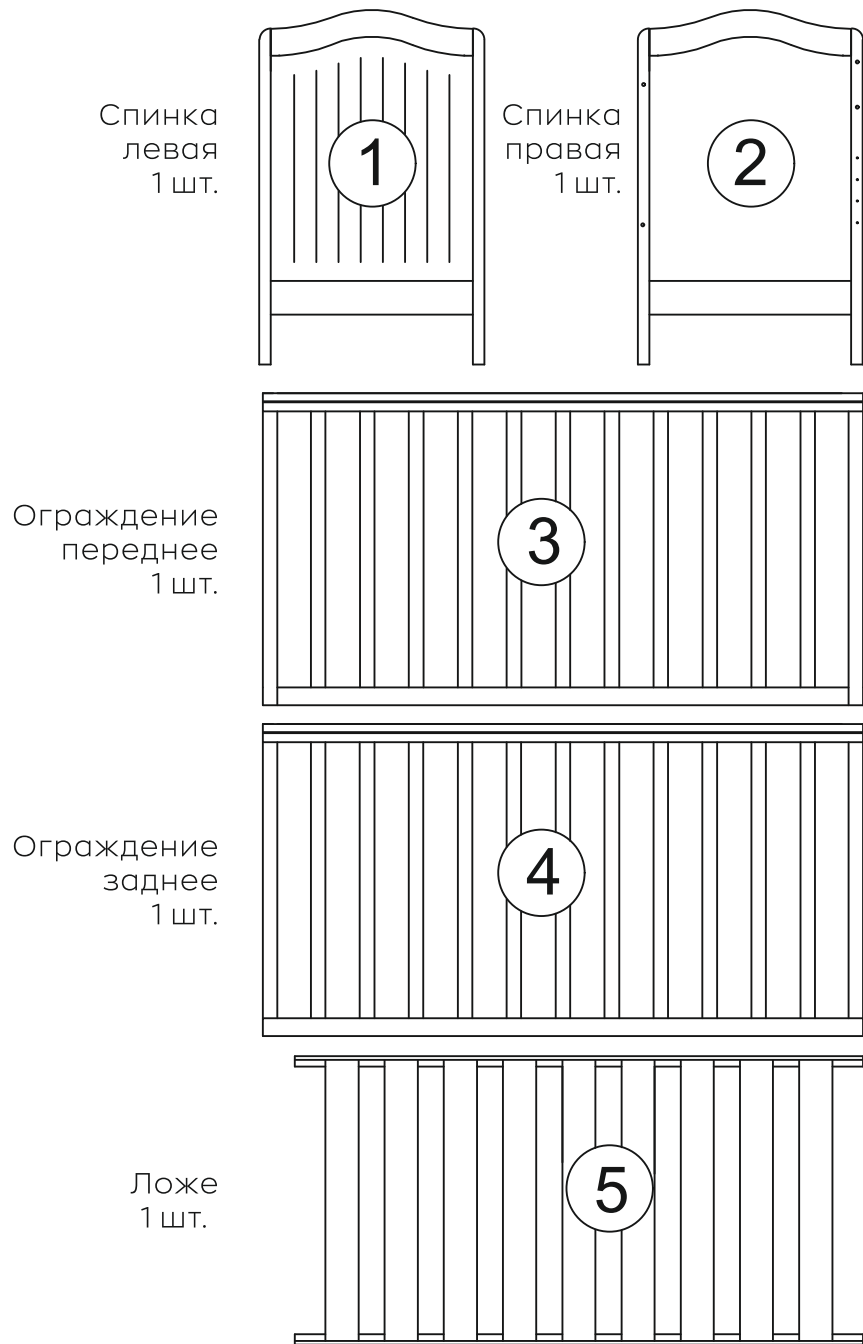 Спинка
левая
1 шт.
1
Спинка
правая
1 шт.
2
Ограждение
переднее
1 шт.
3
Ограждение
заднее
1 шт.
4
Ложе
1 шт.
5